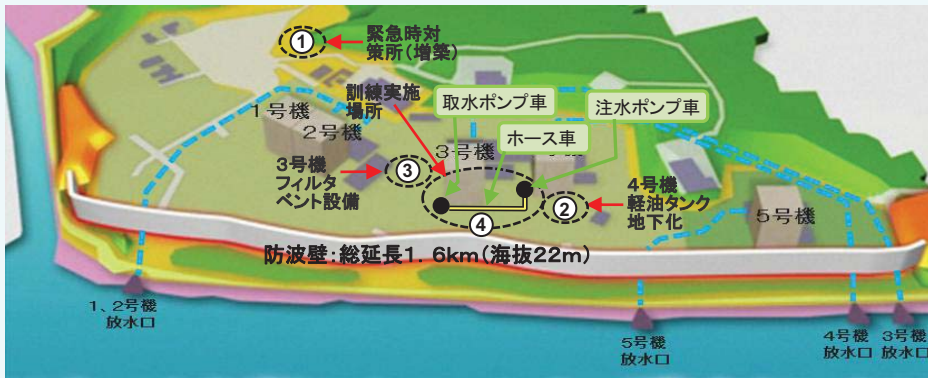 ①
緊急時対
策所(増築)
訓練実施
場所
取水ポンプ車
注水ポンプ車
ホース車
1号機
2号機
3号機
3号機
フィルタ
ベント設備
③
②
4号機
軽油タンク
地下化
5号機
④
防波壁:総延長1.6km(海抜22m)
1、2号機
放水口
5号機
放水口
4号機
放水口
3号機
放水口